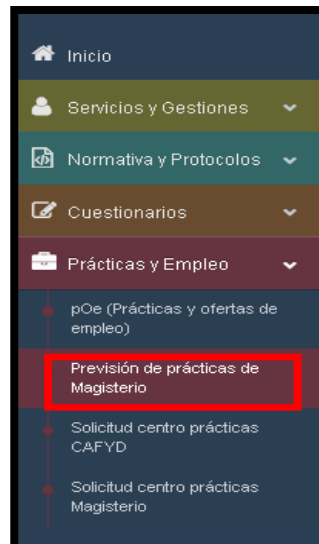 Inicio
Servicios y Gestiones
Normativa y Protocolos
Cuestionarios
Prácticas y Empleo
pOe (Prácticas y ofertas de
empleo)
Previsión de prácticas de
Magisterio
Solicitud centro prácticas
CAFYD
Solicitud centro prácticas
Magisterio